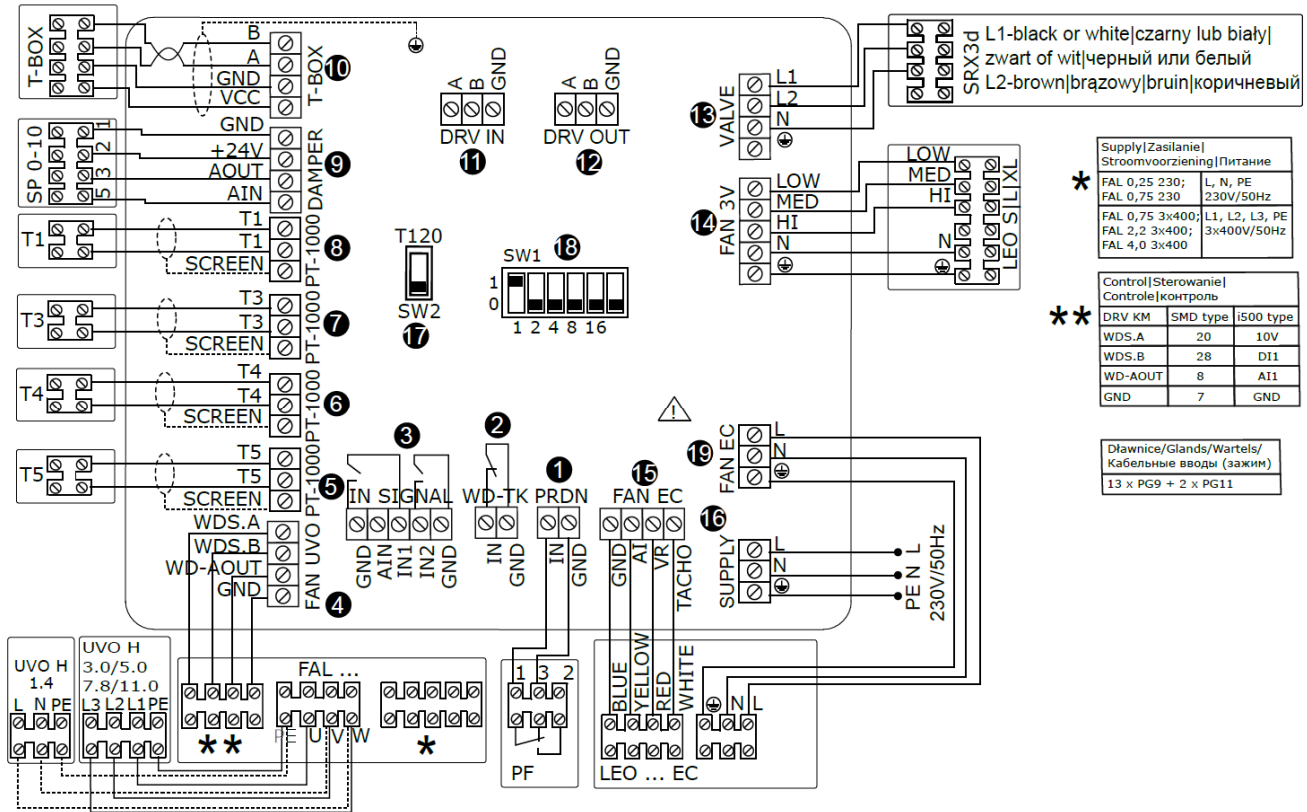 T-BOX
B
A
GND
VCC
T-BOX
10
SP 0-10
1
2
3
5
GND
+24V
AOUT
AIN
DAMPER
9
T1
T1
T1
SCREEN
PT-1000
8
T3
T3
T3
SCREEN
PT-1000
7
T4
T4
T4
SCREEN
PT-1000
6
T5
T5
T5
SCREEN
PT-1000
5
WDS.A
WDS.B
WD-AOUT
GND
FAN UVO
4
A
B
GND
DRV IN
11
A
B
GND
DRV OUT
12
T120
SW2
17
SW1
18
1
0
1 2 4 8 16
3
IN SIGNAL
GND
AIN
IN1
IN2
GND
2
WD-TK
IN
GND
1
PRDN
IN
GND
15
FAN EC
GND
AI
VR
TACHO
13
VALVE
L1
L2
N
14
FAN 3V
LOW
MED
HI
N
19
FAN EC
L
N
16
SUPPLY
L
N
L
N
PE
230V/50Hz
SRX3d
L1-black or white|czarny lub biały|
zwart of wit|черный или белый
L2-brown|brązowy|bruin|коричневый
LOW
MED
HI
N
LEO S|L|XL
*
Supply|Zasilanie|
Stroomvoorziening|Питание
FAL 0,25 230;
FAL 0,75 230
L, N, PE
230V/50Hz
FAL 0,75 3x400;
FAL 2,2 3x400;
FAL 4,0 3x400
L1, L2, L3, PE
3x400V/50Hz
**
Control|Sterowanie|
Controle|контроль
DRV KM SMD type i500 type
WDS.A 20 10V
WDS.B 28 DI1
WD-AOUT 8 AI1
GND 7 GND
Dławnice/Glands/Wartels/
Кабельные вводы (зажим)
13 x PG9 + 2 x PG11
UVO H
1.4
L N PE
UVO H
3.0/5.0
7.8/11.0
L3 L2 L1 PE
FAL ...
**
PE U V W
*
1 3 2
PF
BLUE
YELLOW
RED
WHITE
N L
LEO ... EC